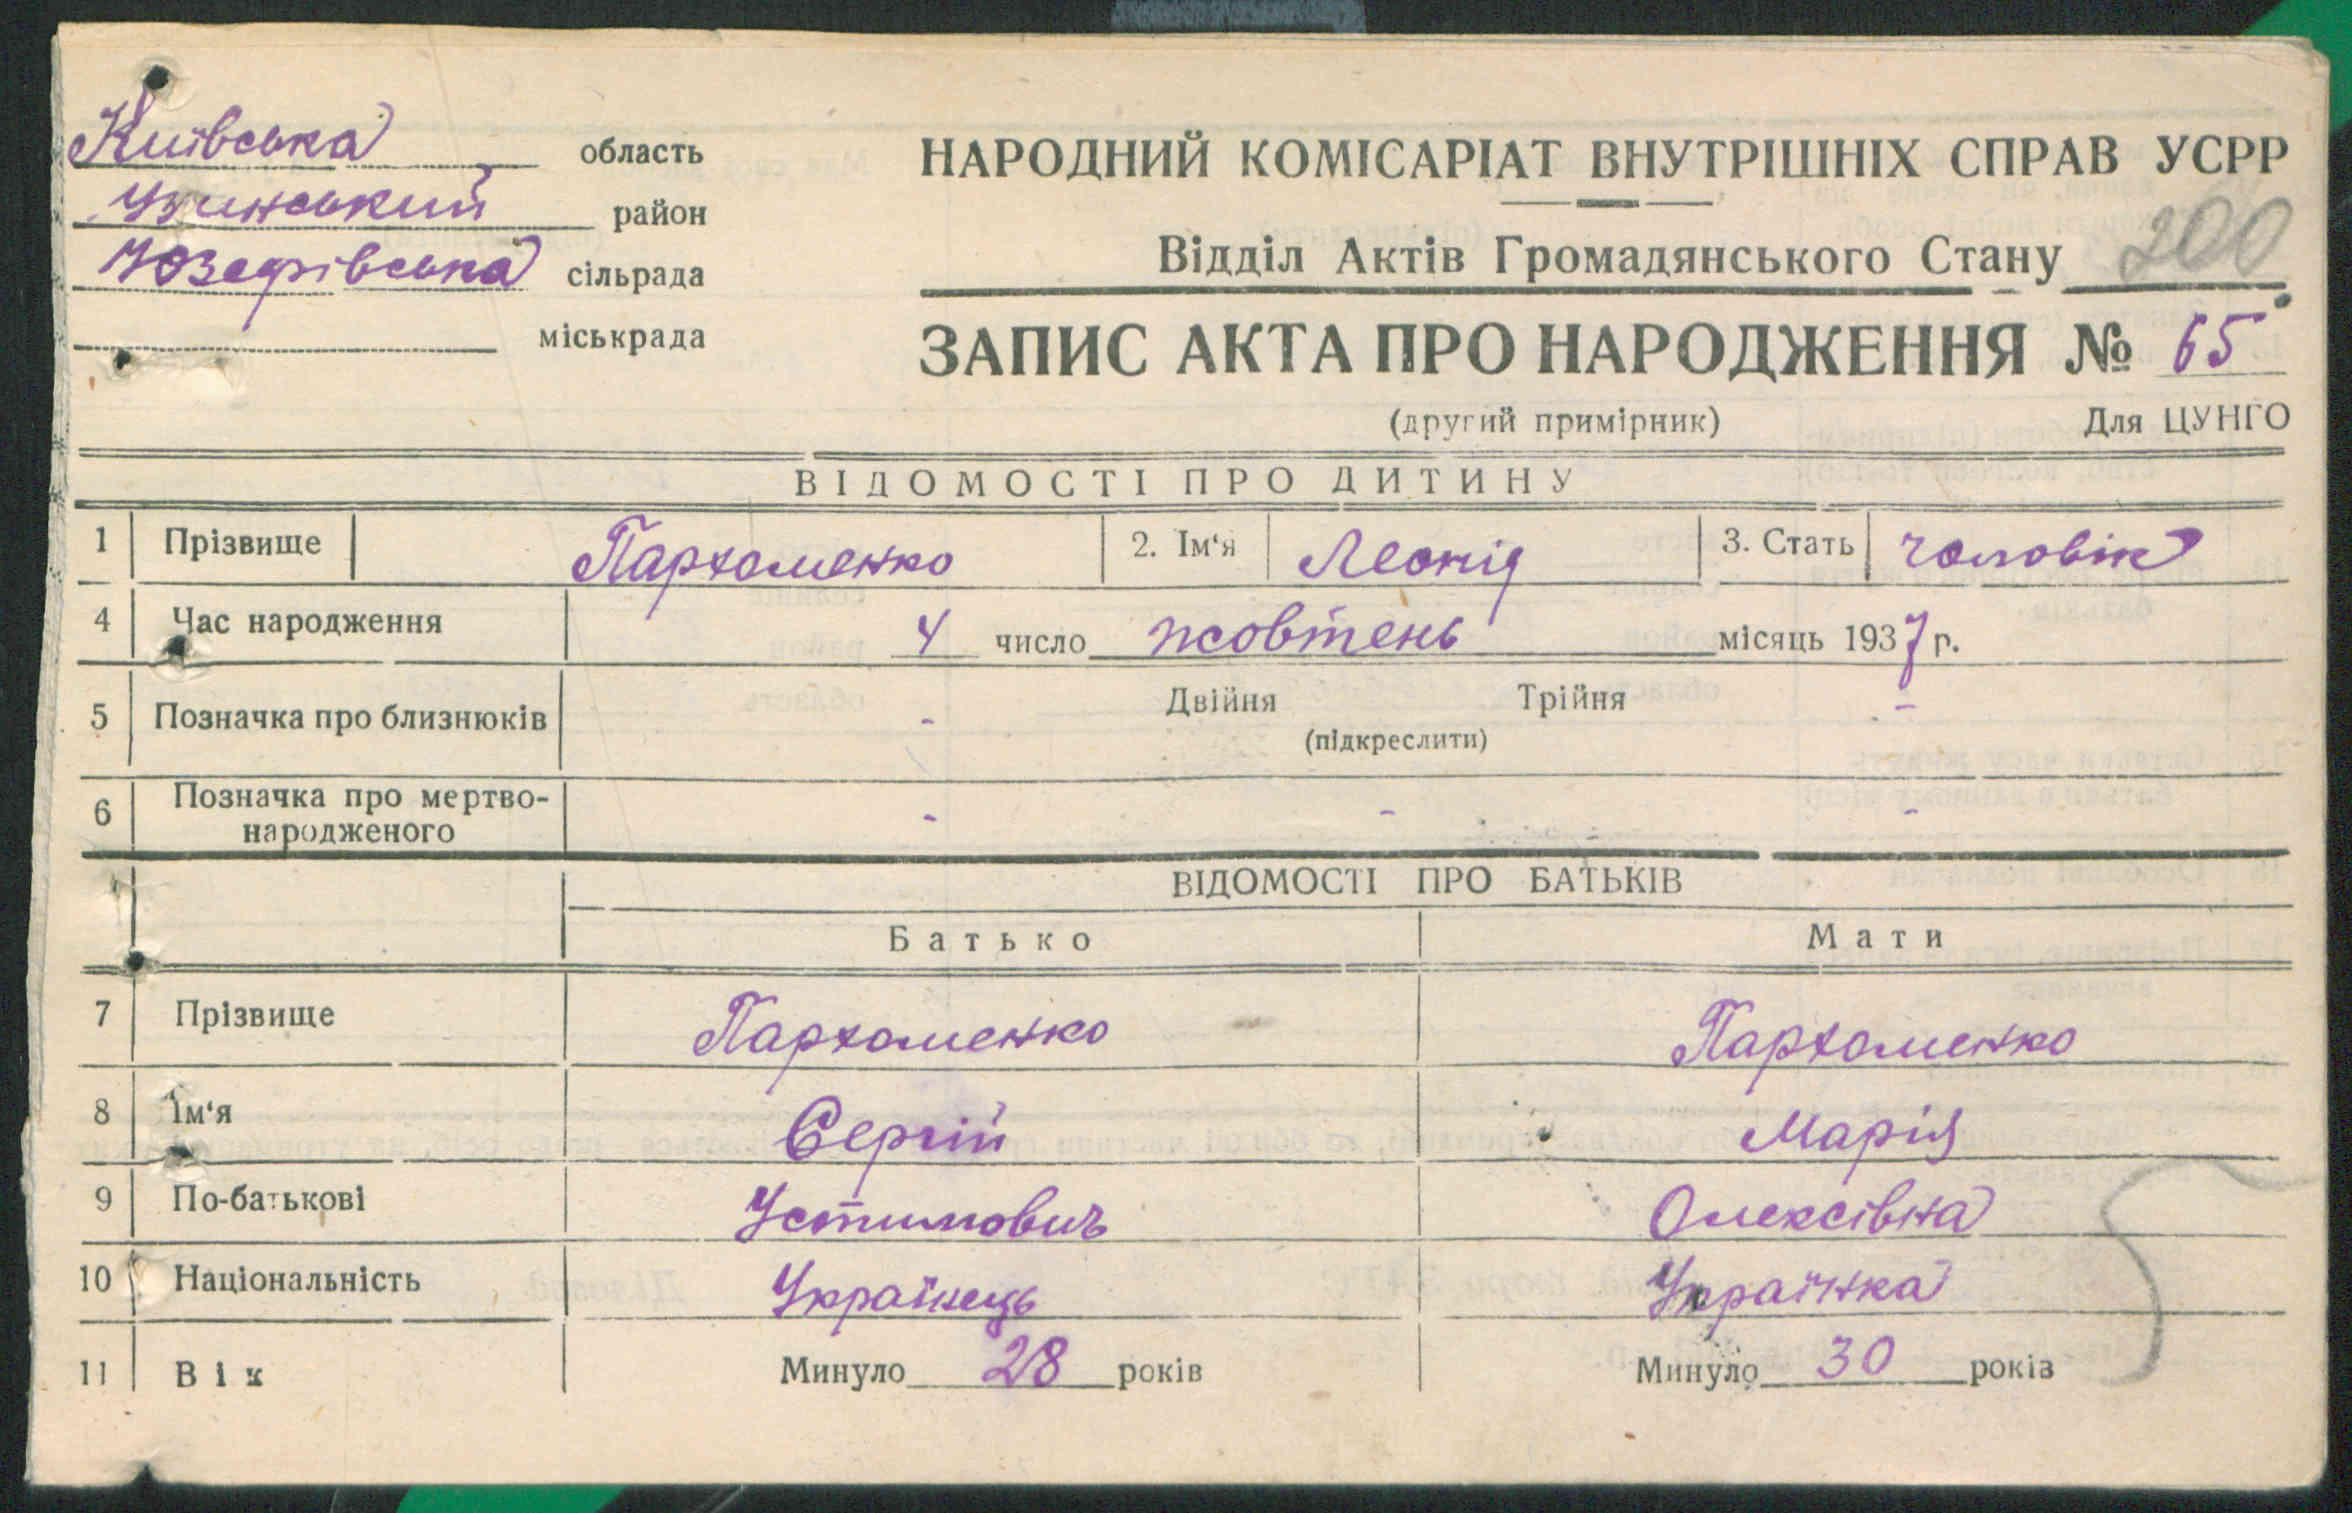 Київська область
Узинський район
Юзефівська сільрада
міськрада
НАРОДНИЙ КОМІСАРІАТ ВНУТРІШНІХ СПРАВ УСРР
Відділ Актів Громадянського Стану 200
ЗАПИС АКТА ПРО НАРОДЖЕННЯ № 65
(другий примірник) Для ЦУНГО
ВІДОМОСТІ ПРО ДИТИНУ
1 Прізвище Пархоменко 2. Ім‘я Леонід 3. Стать чоловік
4 Час народження 4 число жовтень місяць 1937 р.
5 Позначка про близнюків - Двійня Трійня -
(підкреслити)
6 Позначка про мертво-
народженого - - -
ВІДОМОСТІ ПРО БАТЬКІВ
Батько Мати
7 Прізвище Пархоменко Пархоменко
8 Ім‘я Сергій Марія
9 По-батькові Устимович Олексівна
10 Національність Українець Українка
11 Вік Минуло 28 років Минуло 30 років